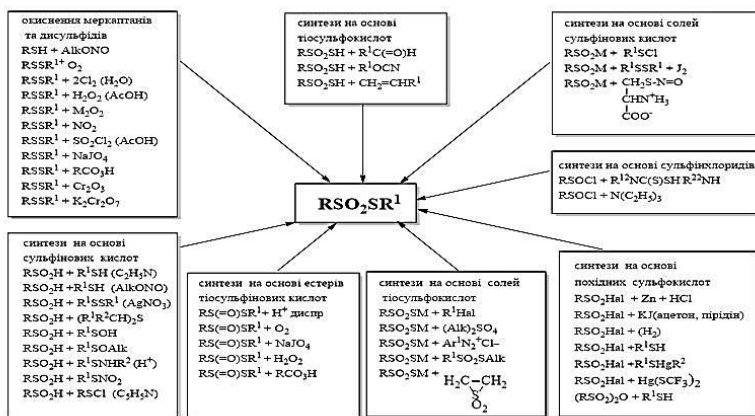 окиснення меркаптанів
та дисульфідів
RSH + AlkONO
RSSR¹⁺ O₂
RSSR¹ + 2Cl₂ (H₂O)
RSSR¹ + H₂O₂ (AcOH)
RSSR¹ + M₂O₂
RSSR¹ + NO₂
RSSR¹ + SO₂Cl₂ (AcOH)
RSSR¹ + NaJO₄
RSSR¹ + RCO₃H
RSSR¹ + Cr₂O₃
RSSR¹ + K₂Cr₂O₇
синтези на основі
тіосульфокислот
RSO₂SH + R¹C(=O)H
RSO₂SH + R¹OCN
RSO₂SH + CH₂=CHR¹
синтези на основі солей
сульфінових кислот
RSO₂M + R¹SCl
RSO₂M + R¹SSR¹ + J₂
RSO₂M + CH₂S-N=O
CHN⁺H₃
COO⁻
синтези на основі сульфінхлоридів
RSOCl + R¹²NC(S)SH R²²NH
RSOCl + N(C₂H₅)₃
RSO₂SR¹
синтези на основі
сульфінових кислот
RSO₂H + R¹SH (C₂H₅N)
RSO₂H +R¹SH (AlkONO)
RSO₂H + R¹SSR¹ (AgNO₃)
RSO₂H + (R¹R²CH)₂S
RSO₂H + R¹SOH
RSO₂H + R¹SOAlk
RSO₂H + R¹SNHR² (H⁺)
RSO₂H + R¹SNO₂
RSO₂H + RSCl (C₅H₅N)
синтези на основі естерів
тіосульфінових кислот
RS(=O)SR¹ + H⁺ диспр
RS(=O)SR¹ + O₂
RS(=O)SR¹ + NaJO₄
RS(=O)SR¹ + H₂O₂
RS(=O)SR¹ + RCO₃H
синтези на основі солей
тіосульфокислот
RSO₂SM + R¹Hal
RSO₂SM + (Alk)₂SO₄
RSO₂SM + Ar¹N₂⁺Cl–
RSO₂SM + R¹SO₂SAlk
RSO₂SM + H₂C–CH₂
S
O₂
синтези на основі
похідних сульфокислот
RSO₂Hal + Zn + HCl
RSO₂Hal + KJ(ацетон, пірідін)
RSO₂Hal + (H₂)
RSO₂Hal +R¹SH
RSO₂Hal +R¹SHgR²
RSO₂Hal + Hg(SCF₃)₂
(RSO₂)₂O + R¹SH